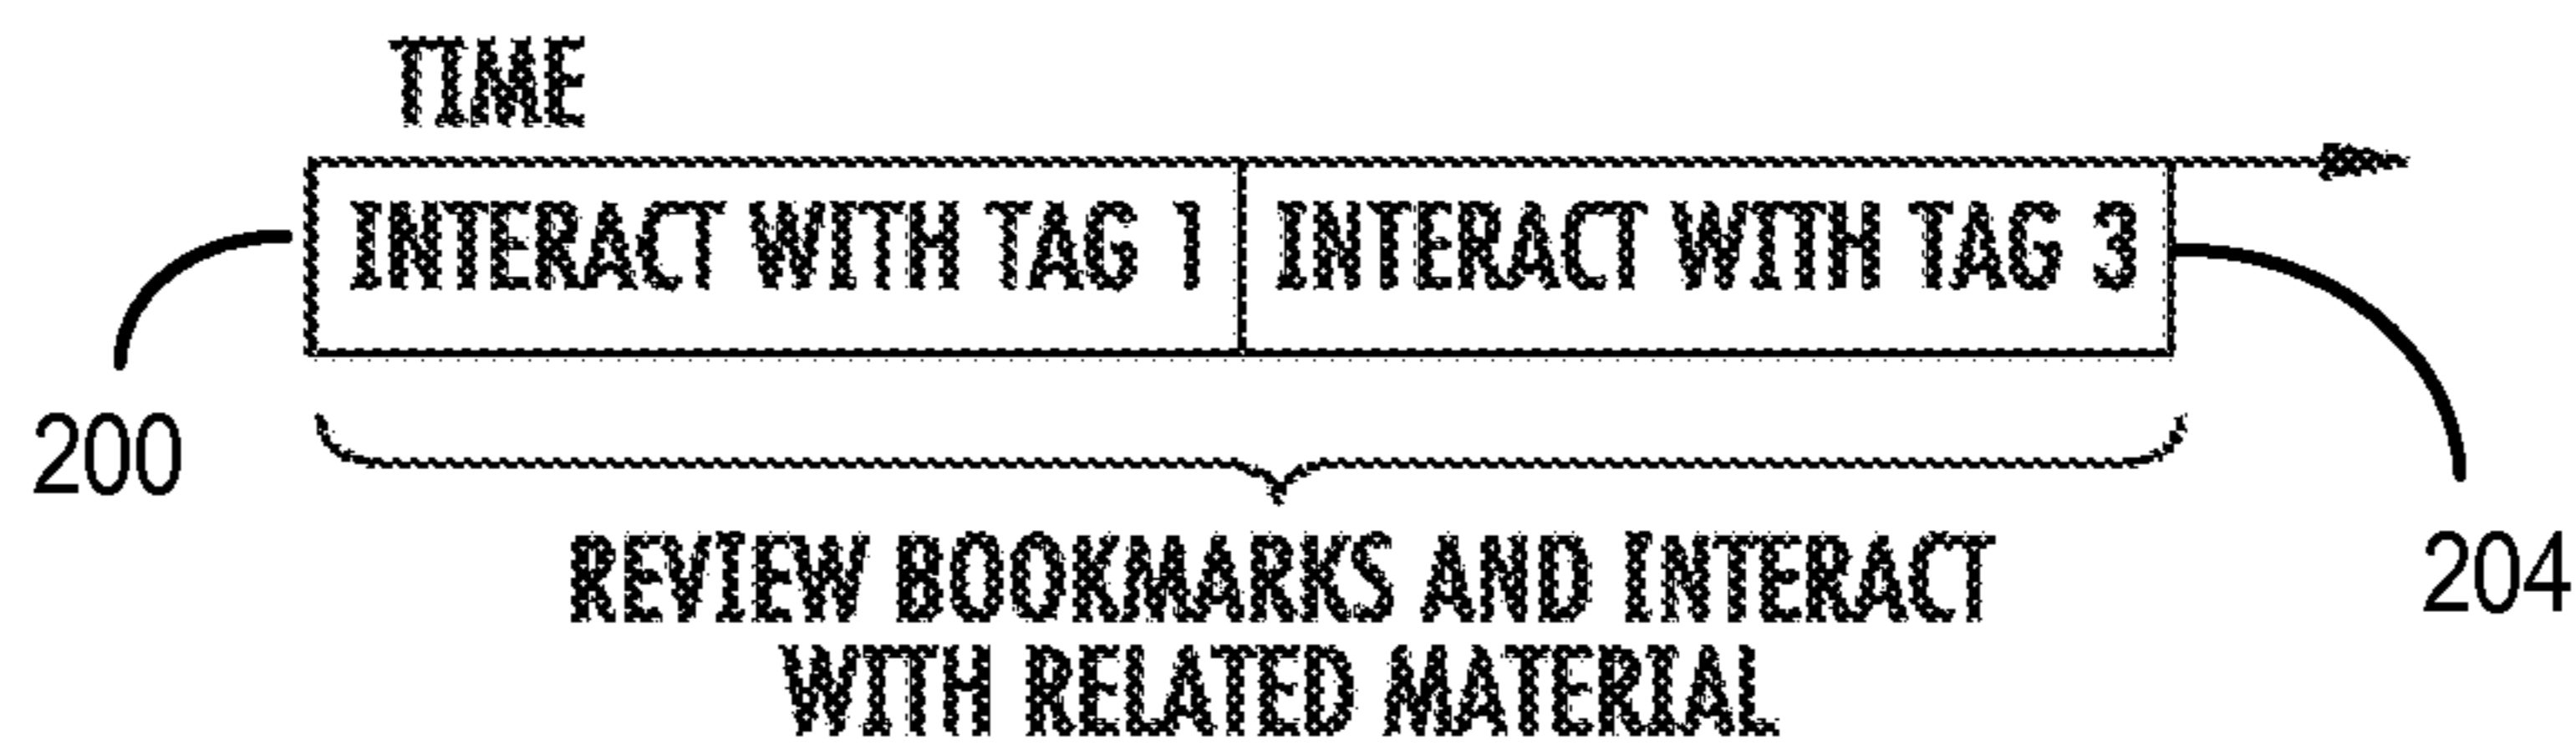 TIME
INTERACT WITH TAG 1 INTERACT WITH TAG 3
200
REVIEW BOOKMARKS AND INTERACT
WITH RELATED MATERIAL
204